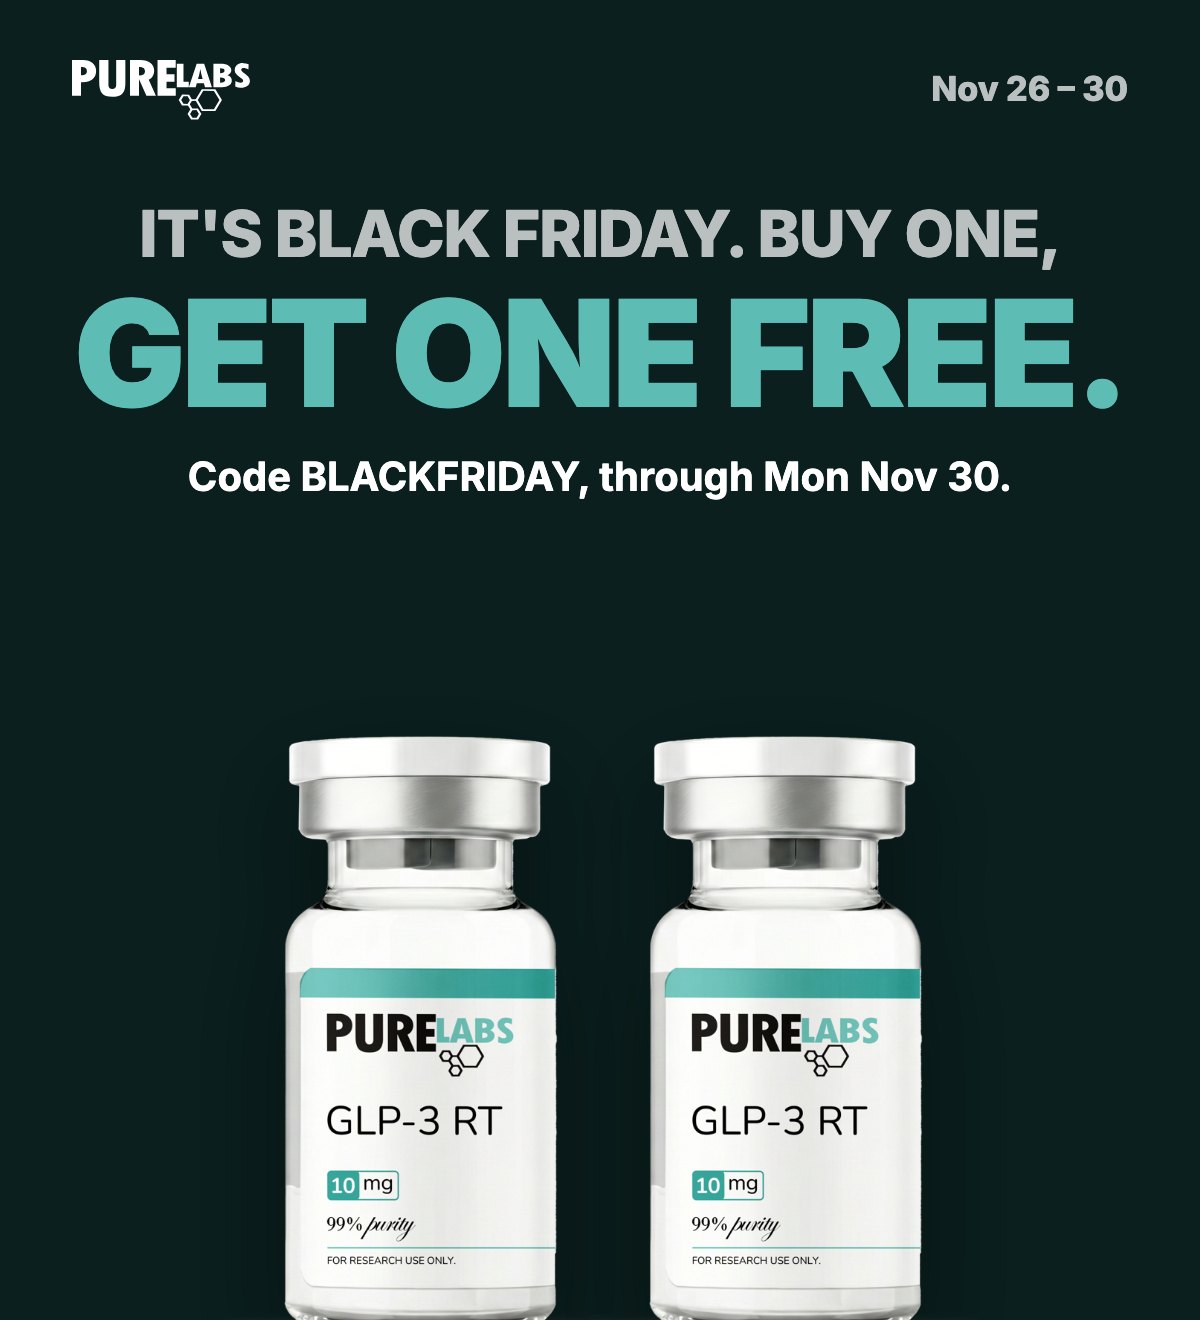 PURELABS
Nov 26 – 30
IT'S BLACK FRIDAY. BUY ONE,
GET ONE FREE.
Code BLACKFRIDAY, through Mon Nov 30.
PURELABS
GLP-3 RT
10 mg
99% purity
FOR RESEARCH USE ONLY.
PURELABS
GLP-3 RT
10 mg
99% purity
FOR RESEARCH USE ONLY.